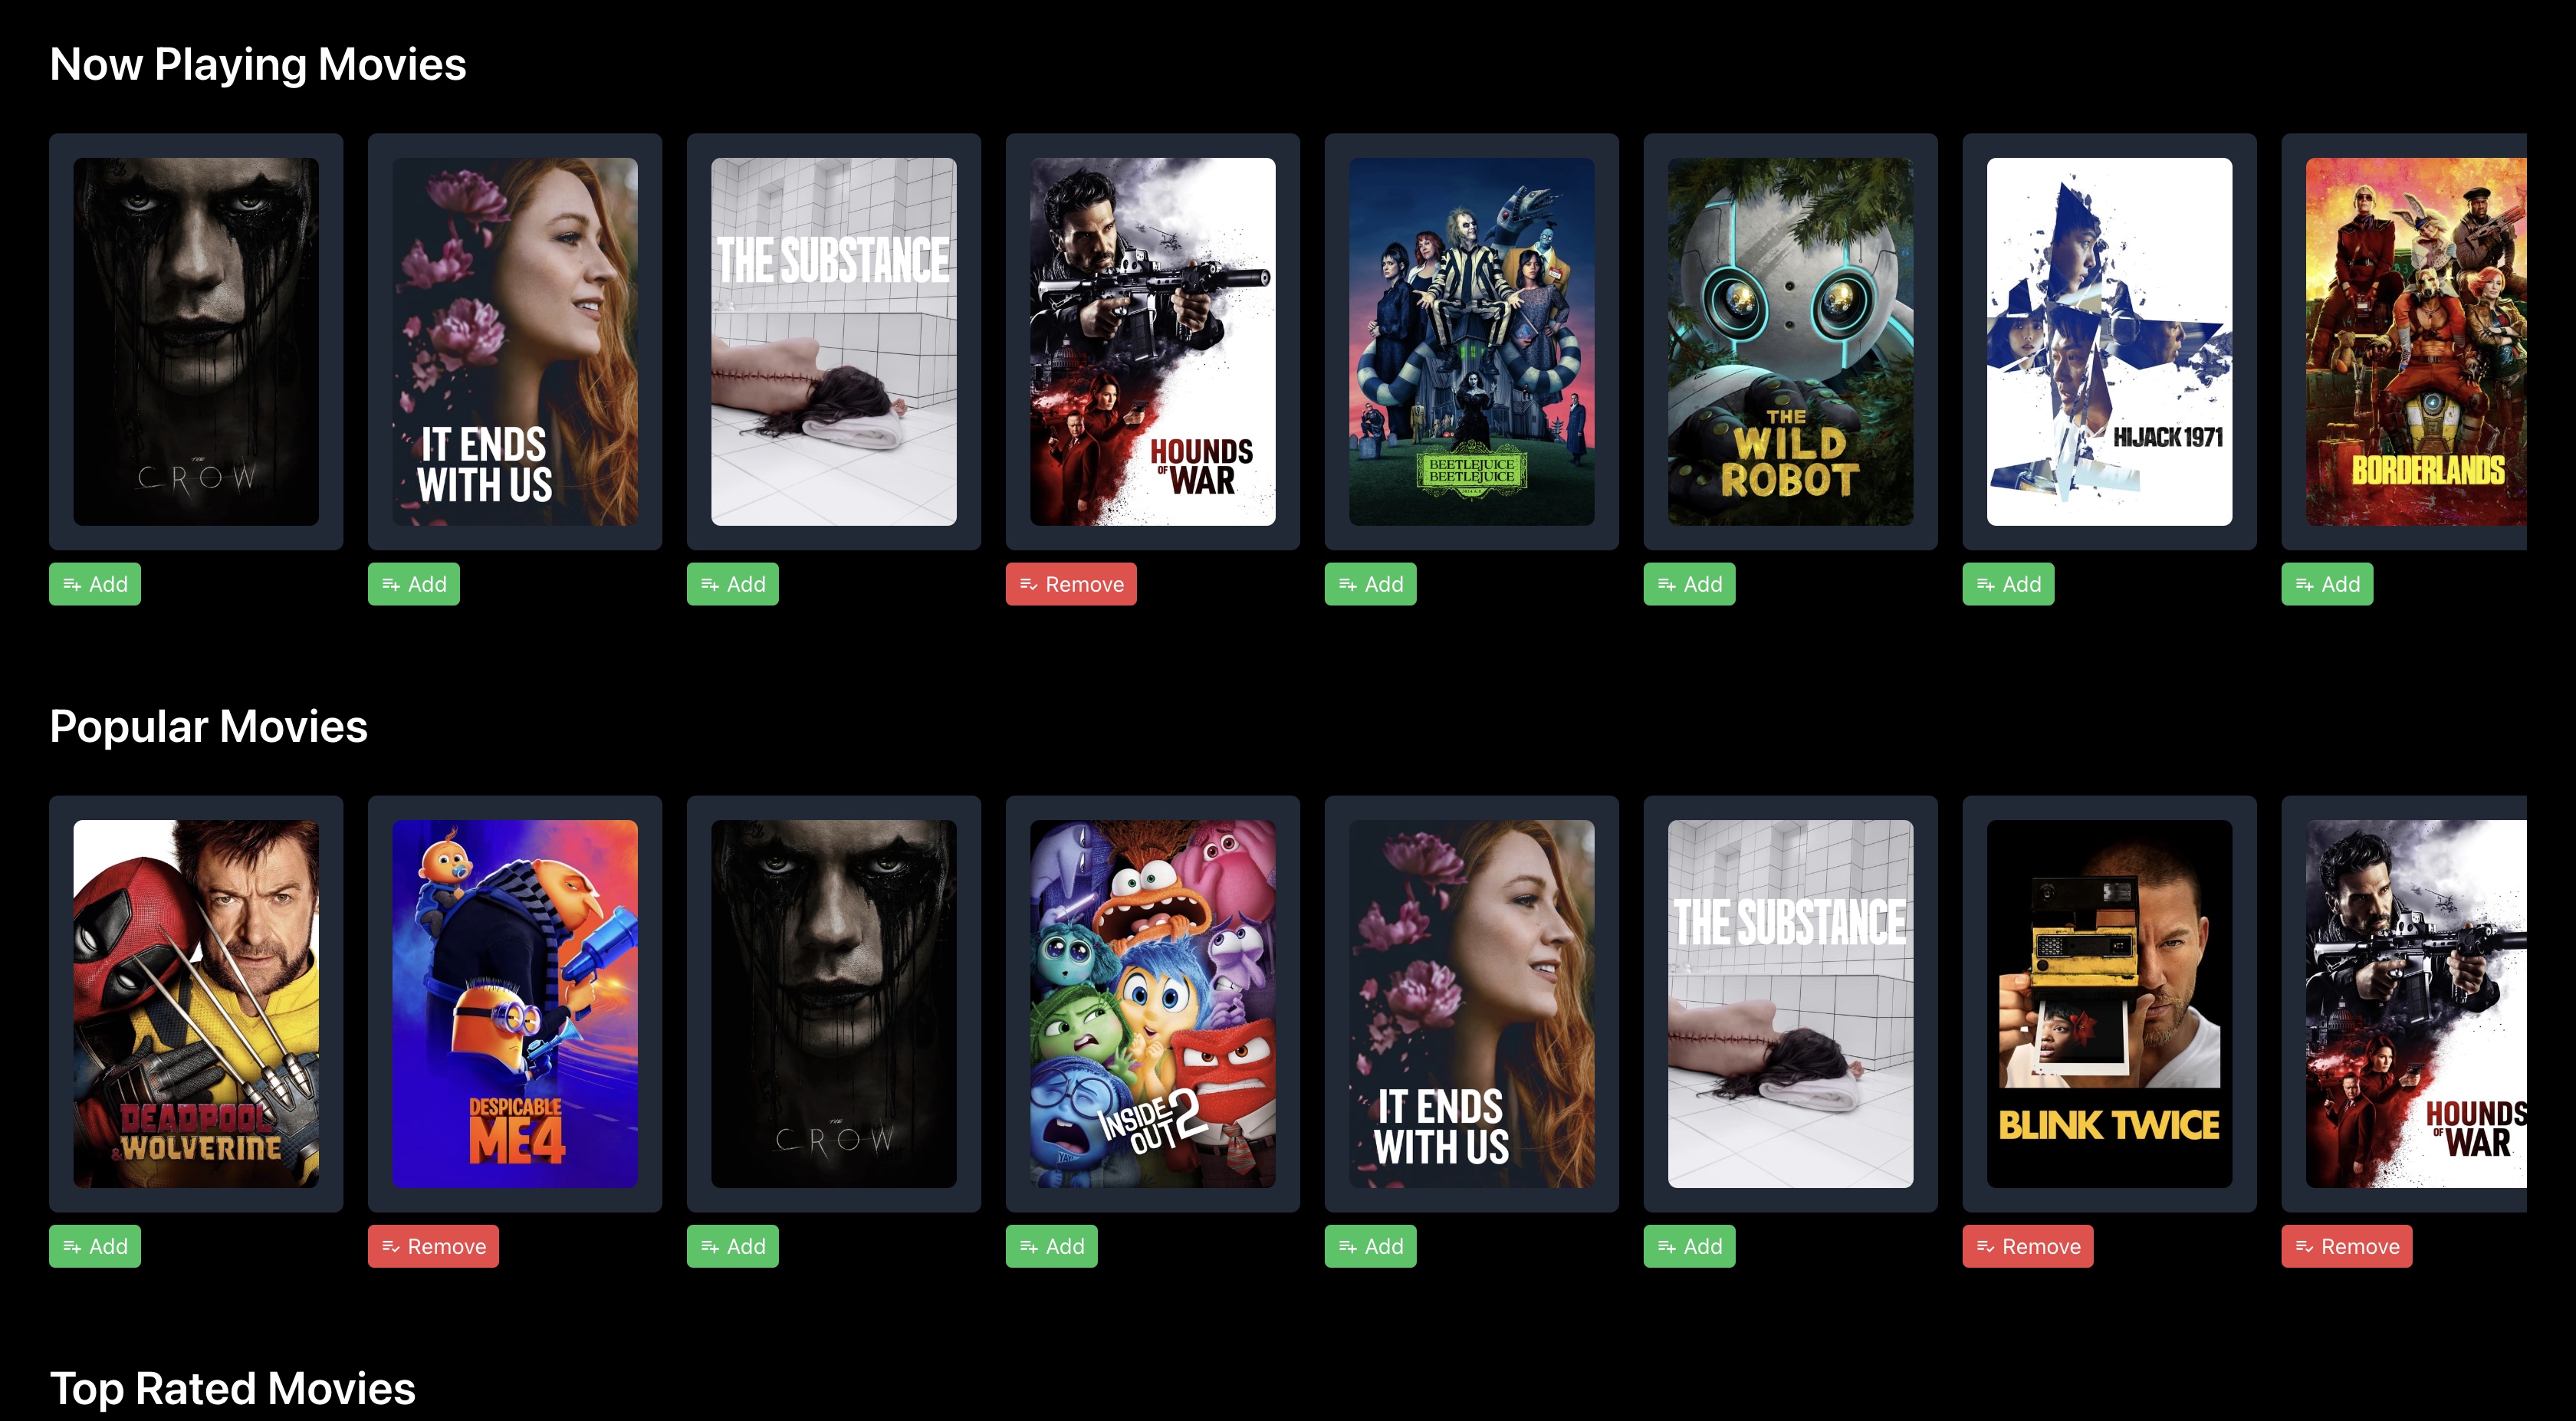 Now Playing Movies
THE
CROW
IT ENDS
WITH US
THE SUBSTANCE
HOUNDS
OF WAR
BEETLEJUICE
BEETLEJUICE
THE
WILD
ROBOT
HIJACK 1971
BORDERLANDS
Add
Add
Add
Remove
Add
Add
Add
Add
Popular Movies
DEADPOOL
& WOLVERINE
DESPICABLE
ME4
THE
CROW
INSIDE
OUT 2
IT ENDS
WITH US
THE SUBSTANCE
BLINK TWICE
HOUNDS
OF WAR
Add
Remove
Add
Add
Add
Add
Remove
Remove
Top Rated Movies